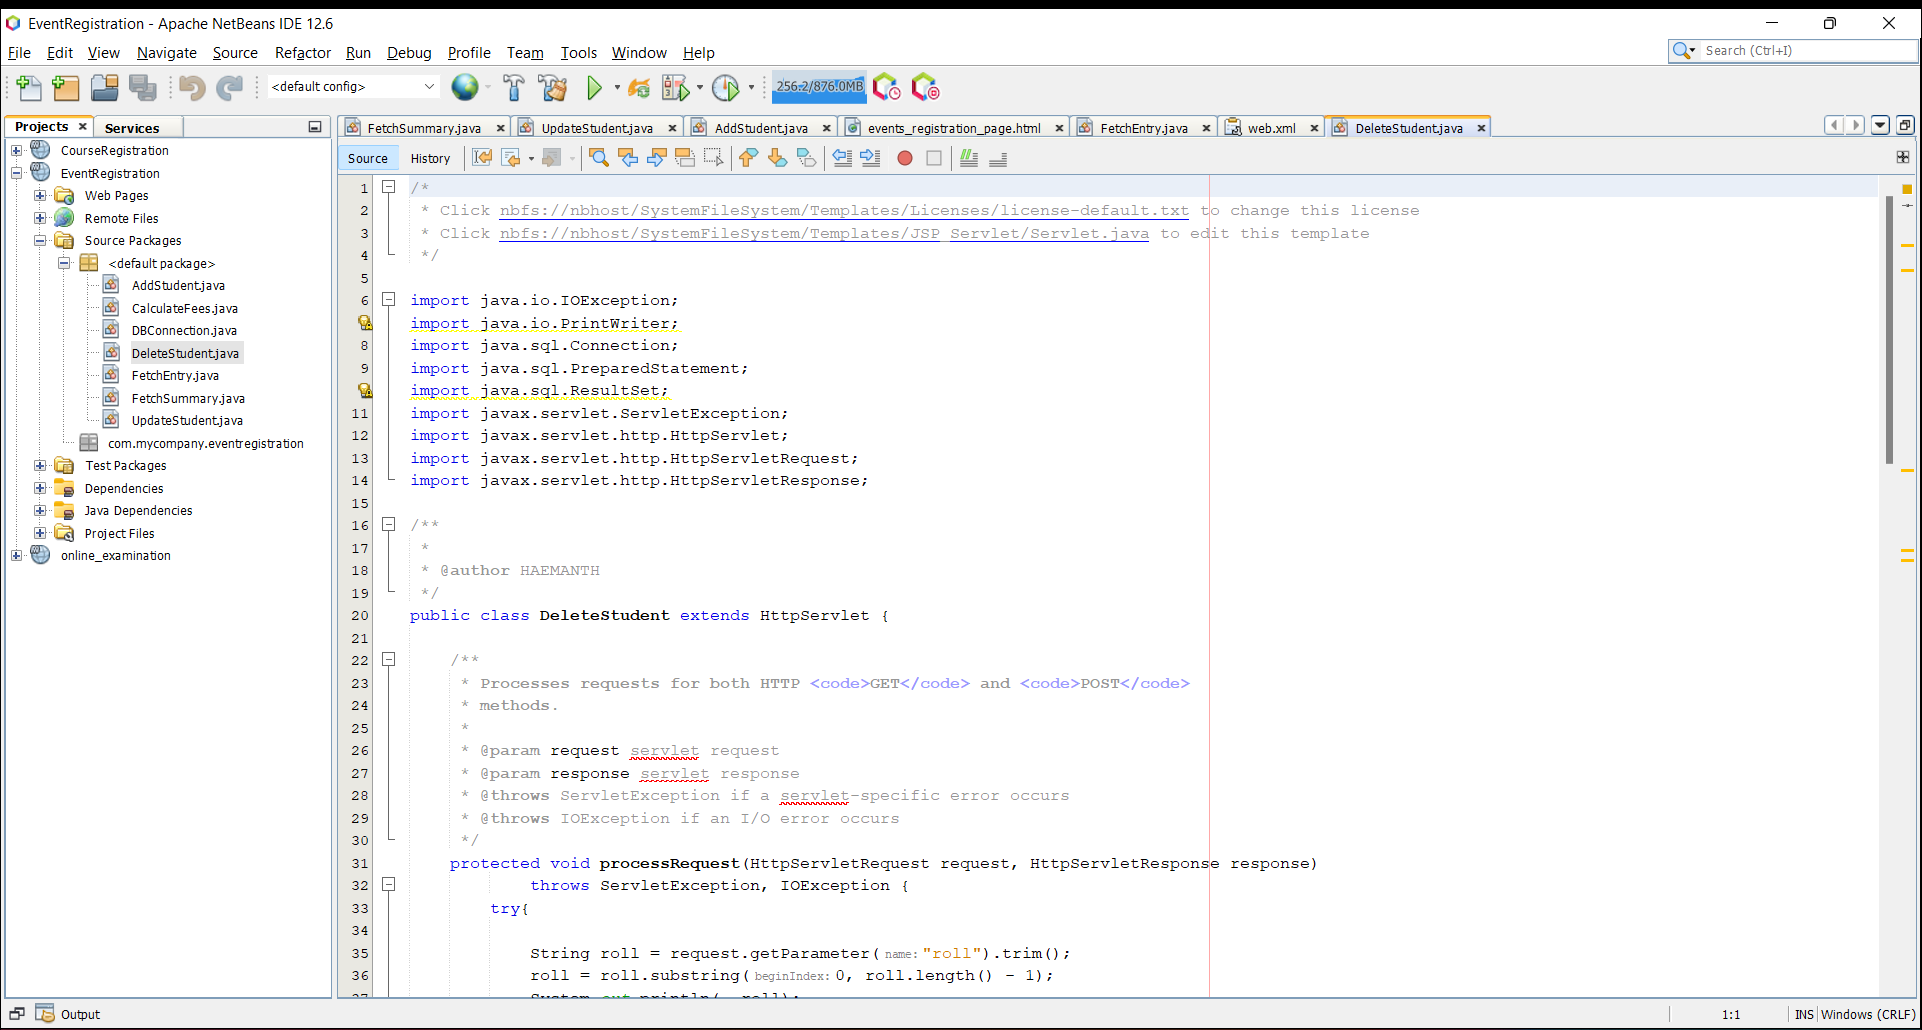 EventRegistration - Apache NetBeans IDE 12.6
File Edit View Navigate Source Refactor Run Debug Profile Team Tools Window Help
Search (Ctrl+I)
<default config>
256.2/876.0MB
Projects
Services
FetchSummary.java
UpdateStudent.java
AddStudent.java
events_registration_page.html
FetchEntry.java
web.xml
DeleteStudent.java
Source
History
CourseRegistration
EventRegistration
Web Pages
Remote Files
Source Packages
<default package>
AddStudent.java
CalculateFees.java
DBConnection.java
DeleteStudent.java
FetchEntry.java
FetchSummary.java
UpdateStudent.java
com.mycompany.eventregistration
Test Packages
Dependencies
Java Dependencies
Project Files
online_examination
1 /*
2 * Click nbfs://nbhost/SystemFileSystem/Templates/Licenses/license-default.txt to change this license
3 * Click nbfs://nbhost/SystemFileSystem/Templates/JSP_Servlet/Servlet.java to edit this template
4 */
5
6 import java.io.IOException;
import java.io.PrintWriter;
8 import java.sql.Connection;
9 import java.sql.PreparedStatement;
import java.sql.ResultSet;
11 import javax.servlet.ServletException;
12 import javax.servlet.http.HttpServlet;
13 import javax.servlet.http.HttpServletRequest;
14 import javax.servlet.http.HttpServletResponse;
15
16 /**
17 *
18 * @author HAEMANTH
19 */
20 public class DeleteStudent extends HttpServlet {
21
22 /**
23 * Processes requests for both HTTP <code>GET</code> and <code>POST</code>
24 * methods.
25 *
26 * @param request servlet request
27 * @param response servlet response
28 * @throws ServletException if a servlet-specific error occurs
29 * @throws IOException if an I/O error occurs
30 */
31 protected void processRequest(HttpServletRequest request, HttpServletResponse response)
32 throws ServletException, IOException {
33 try{
34
35 String roll = request.getParameter(name:"roll").trim();
36 roll = roll.substring(beginIndex:0, roll.length() - 1);
Output
1:1
INS
Windows (CRLF)